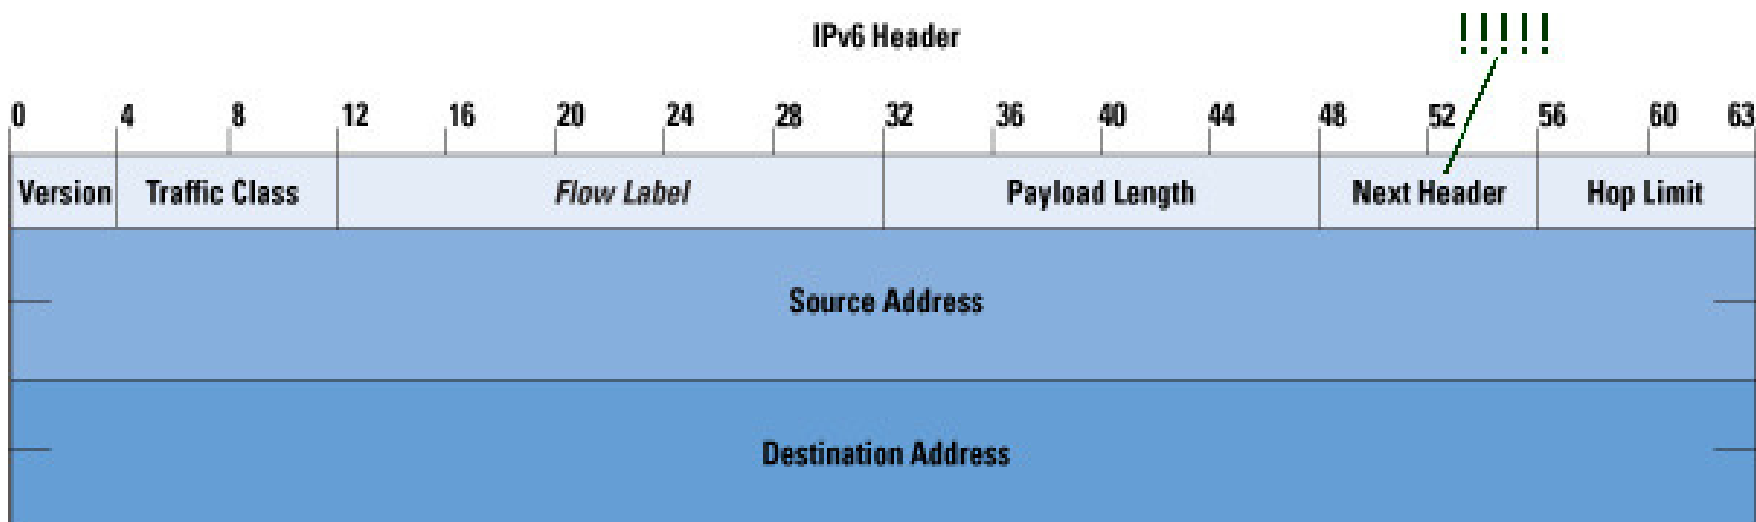 IPv6 Header !!!!!
0 4 8 12 16 20 24 28 32 36 40 44 48 52 56 60 63
Version Traffic Class Flow Label Payload Length Next Header Hop Limit
Source Address
Destination Address